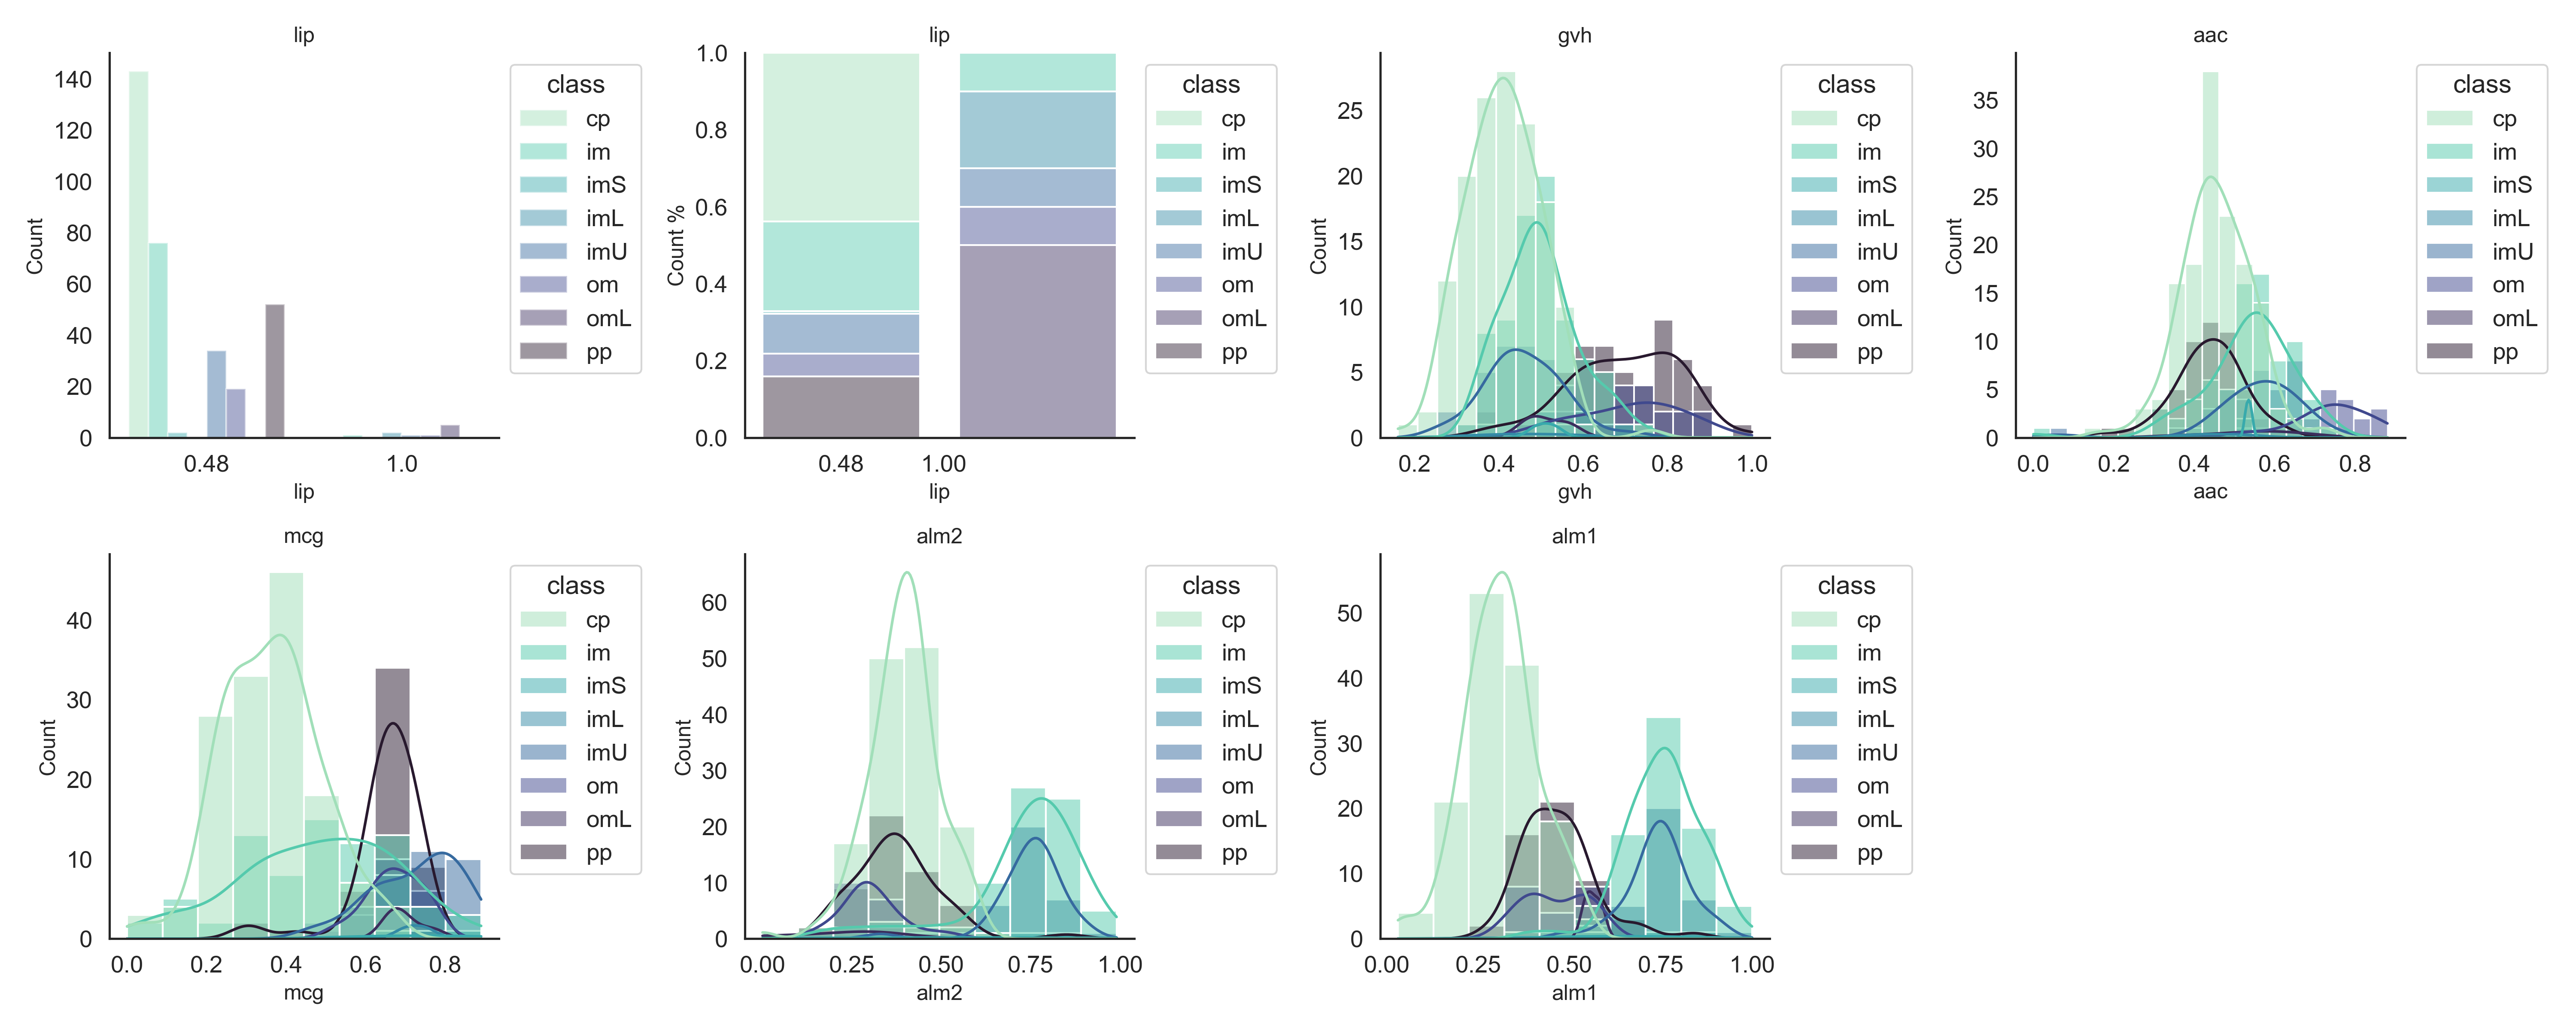 lip
Count
140
120
100
80
60
40
20
0
0.48 1.0
lip
class
cp
im
imS
imL
imU
om
omL
pp
lip
Count %
1.0
0.8
0.6
0.4
0.2
0.0
0.48 1.00
lip
class
cp
im
imS
imL
imU
om
omL
pp
gvh
Count
25
20
15
10
5
0
0.2 0.4 0.6 0.8 1.0
gvh
class
cp
im
imS
imL
imU
om
omL
pp
aac
Count
35
30
25
20
15
10
5
0
0.0 0.2 0.4 0.6 0.8
aac
class
cp
im
imS
imL
imU
om
omL
pp
mcg
Count
40
30
20
10
0
0.0 0.2 0.4 0.6 0.8
mcg
class
cp
im
imS
imL
imU
om
omL
pp
alm2
Count
60
50
40
30
20
10
0
0.00 0.25 0.50 0.75 1.00
alm2
class
cp
im
imS
imL
imU
om
omL
pp
alm1
Count
50
40
30
20
10
0
0.00 0.25 0.50 0.75 1.00
alm1
class
cp
im
imS
imL
imU
om
omL
pp